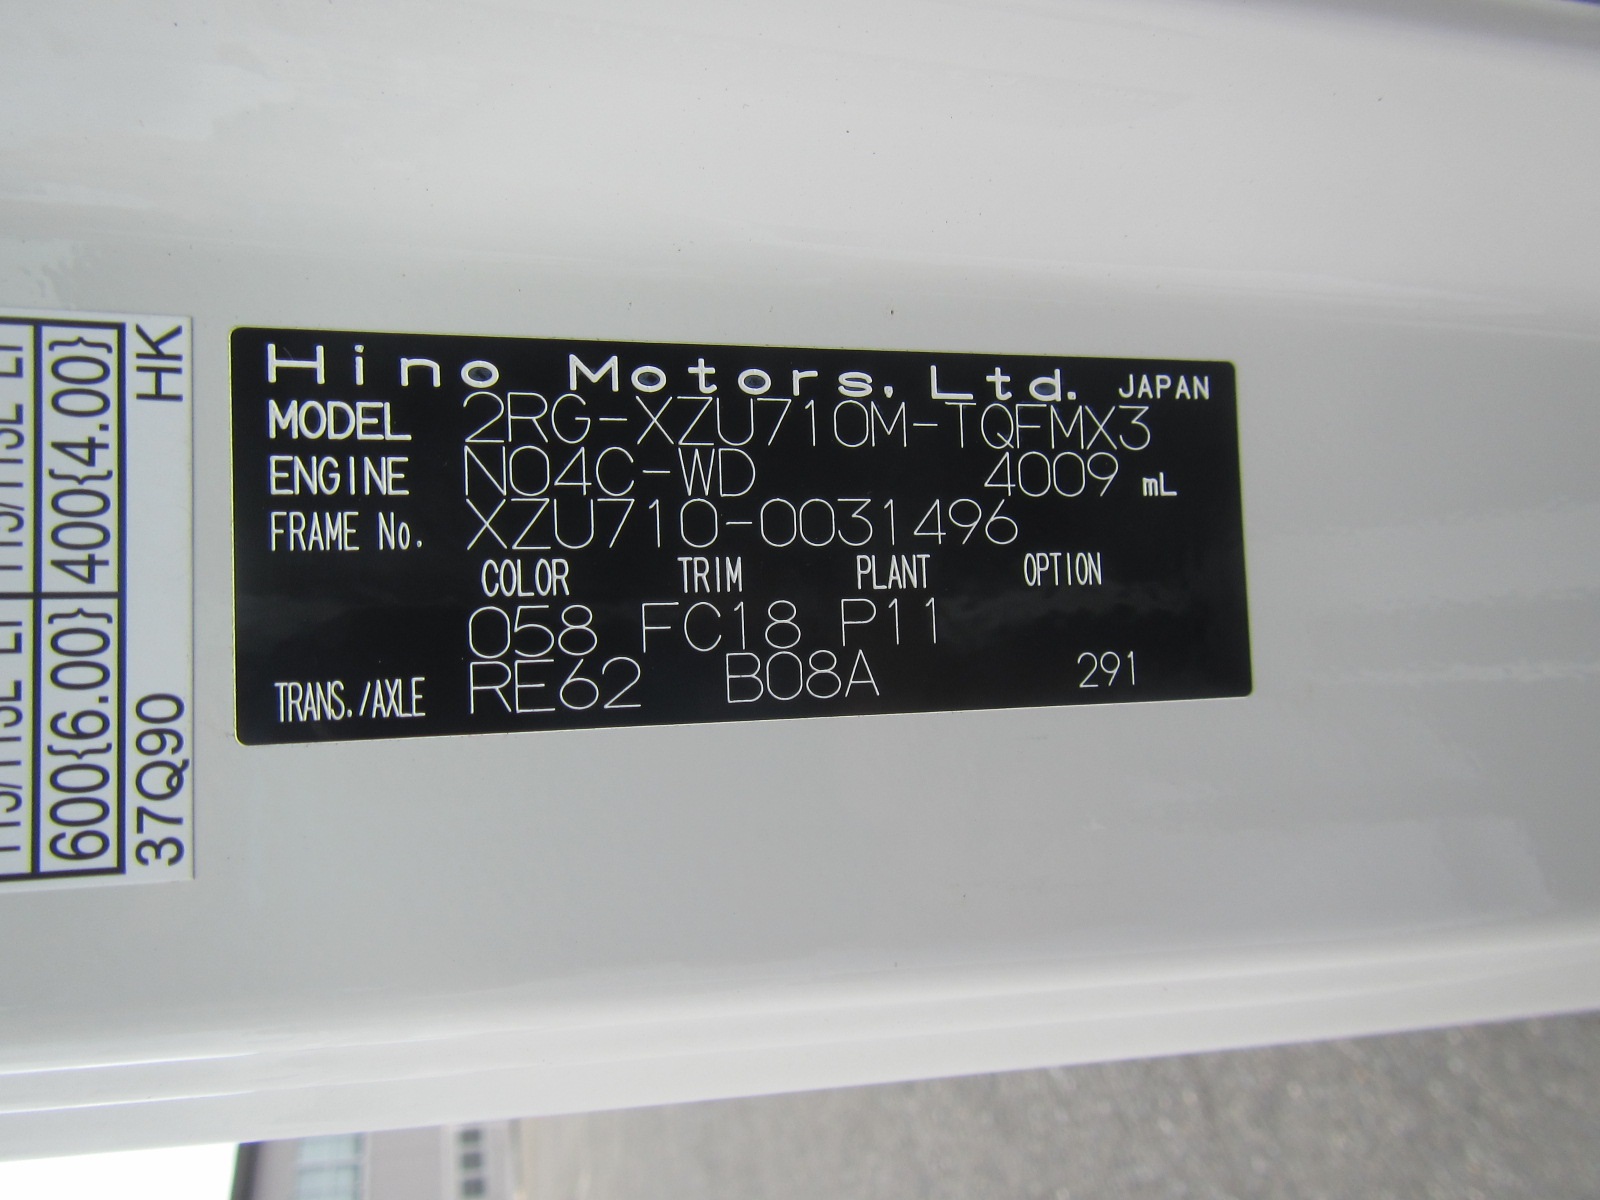 Hino Motors, Ltd. JAPAN
MODEL 2RG-XZU710M-TQFMX3
ENGINE N04C-WD 4009 mL
FRAME No. XZU710-0031496
COLOR TRIM PLANT OPTION
058 FC18 P11
TRANS./AXLE RE62 B08A 291
600{6.00} 400{4.00}
37Q90 HK